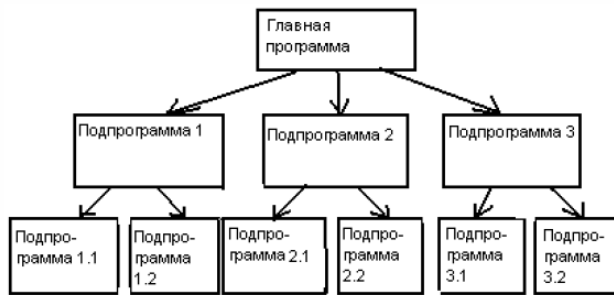 Главная
программа
Подпрограмма 1
Подпрограмма 2
Подпрограмма 3
Подпро-
грамма 1.1
Подпро-
грамма
1.2
Подпро-
грамма 2.1
Подпро-
грамма
2.2
Подпро-
грамма
3.1
Подпро-
грамма
3.2